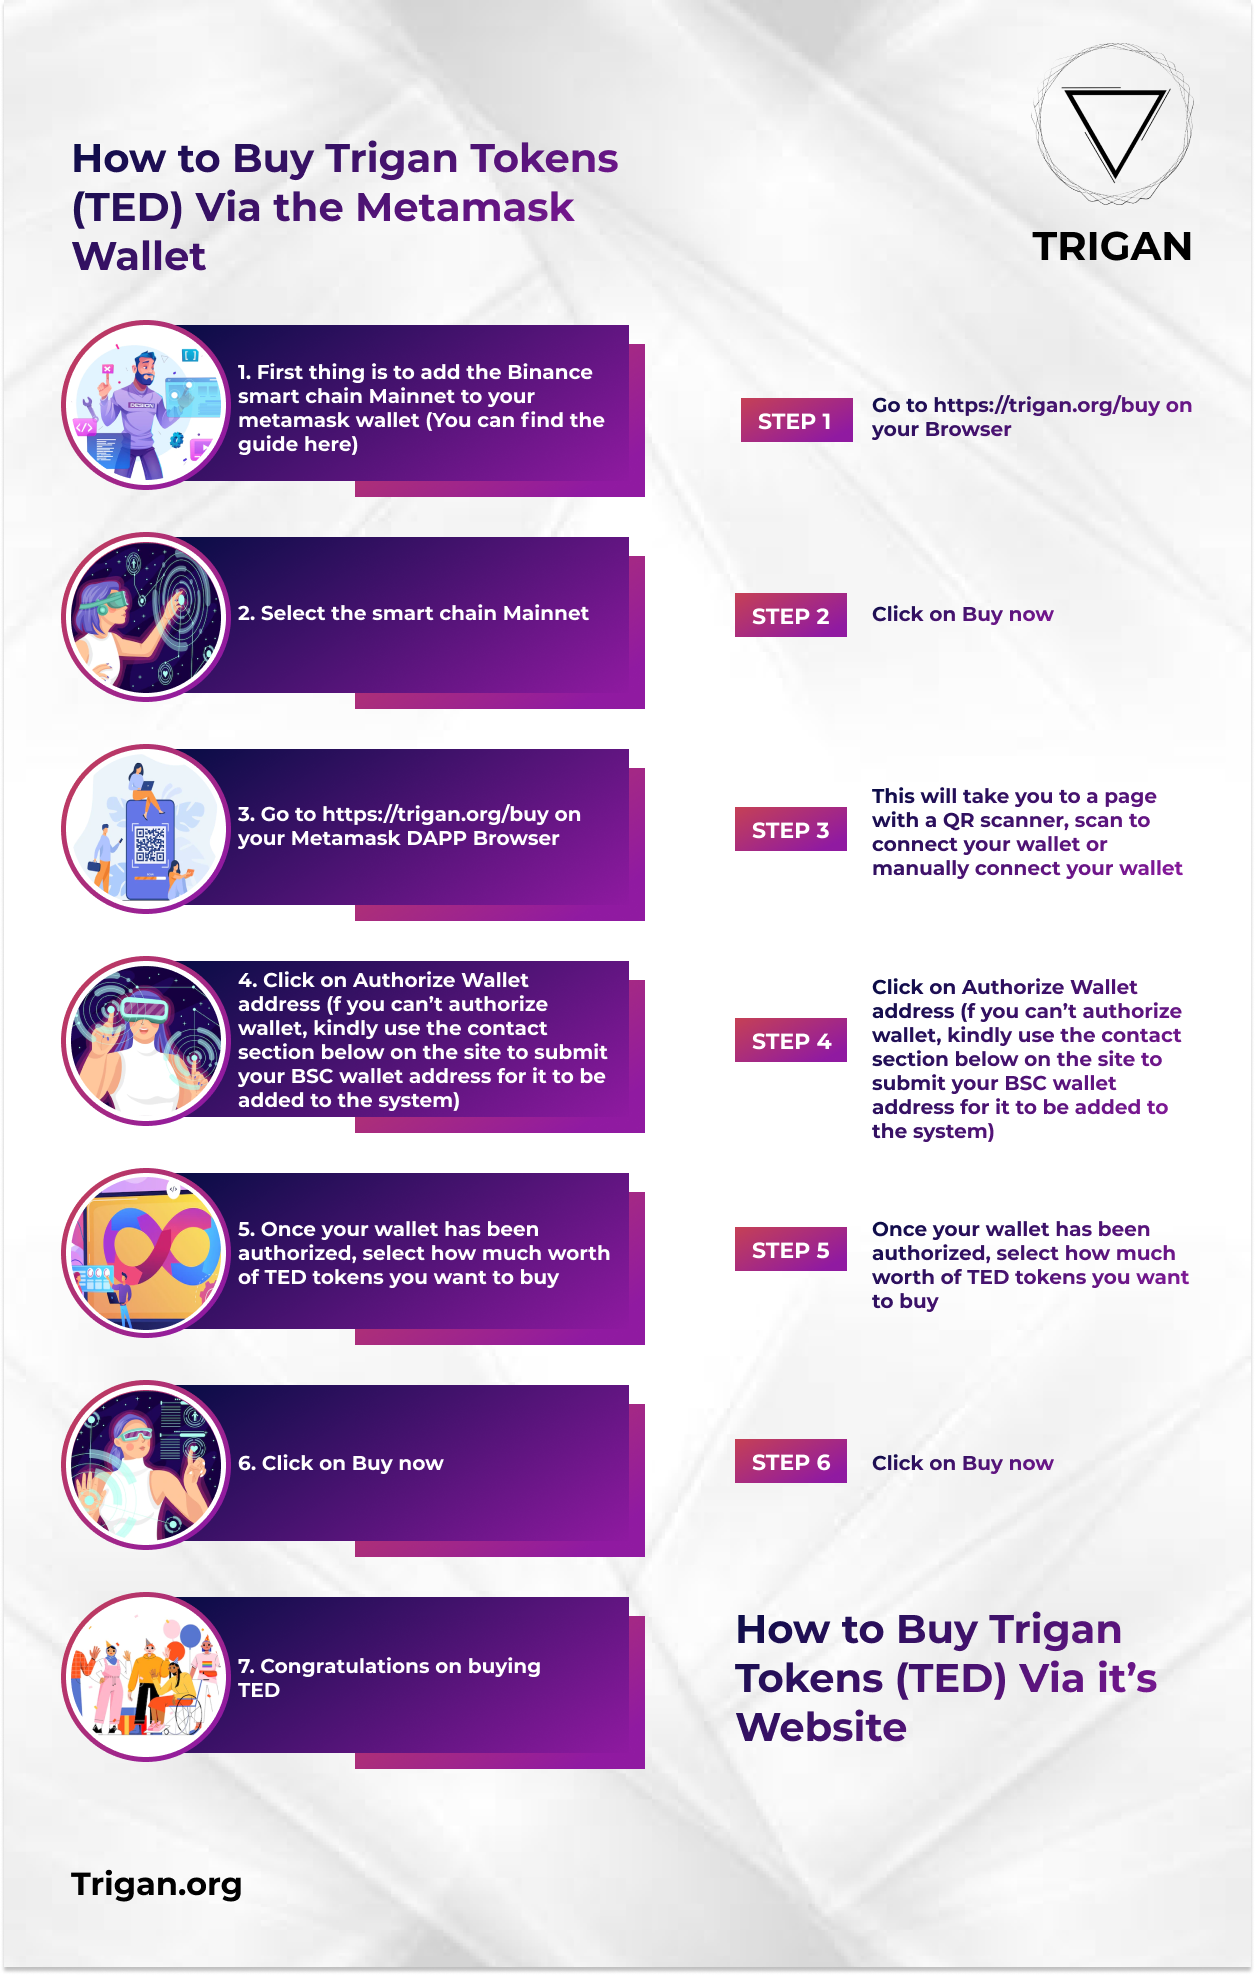 TRIGAN
How to Buy Trigan Tokens
(TED) Via the Metamask
Wallet
1. First thing is to add the Binance
smart chain Mainnet to your
metamask wallet (You can find the
guide here)
2. Select the smart chain Mainnet
3. Go to https://trigan.org/buy on
your Metamask DAPP Browser
4. Click on Authorize Wallet
address (f you can’t authorize
wallet, kindly use the contact
section below on the site to submit
your BSC wallet address for it to be
added to the system)
5. Once your wallet has been
authorized, select how much worth
of TED tokens you want to buy
6. Click on Buy now
7. Congratulations on buying
TED
STEP 1
Go to https://trigan.org/buy on
your Browser
STEP 2
Click on Buy now
STEP 3
This will take you to a page
with a QR scanner, scan to
connect your wallet or
manually connect your wallet
STEP 4
Click on Authorize Wallet
address (f you can’t authorize
wallet, kindly use the contact
section below on the site to
submit your BSC wallet
address for it to be added to
the system)
STEP 5
Once your wallet has been
authorized, select how much
worth of TED tokens you want
to buy
STEP 6
Click on Buy now
How to Buy Trigan
Tokens (TED) Via it’s
Website
Trigan.org
DESIGN